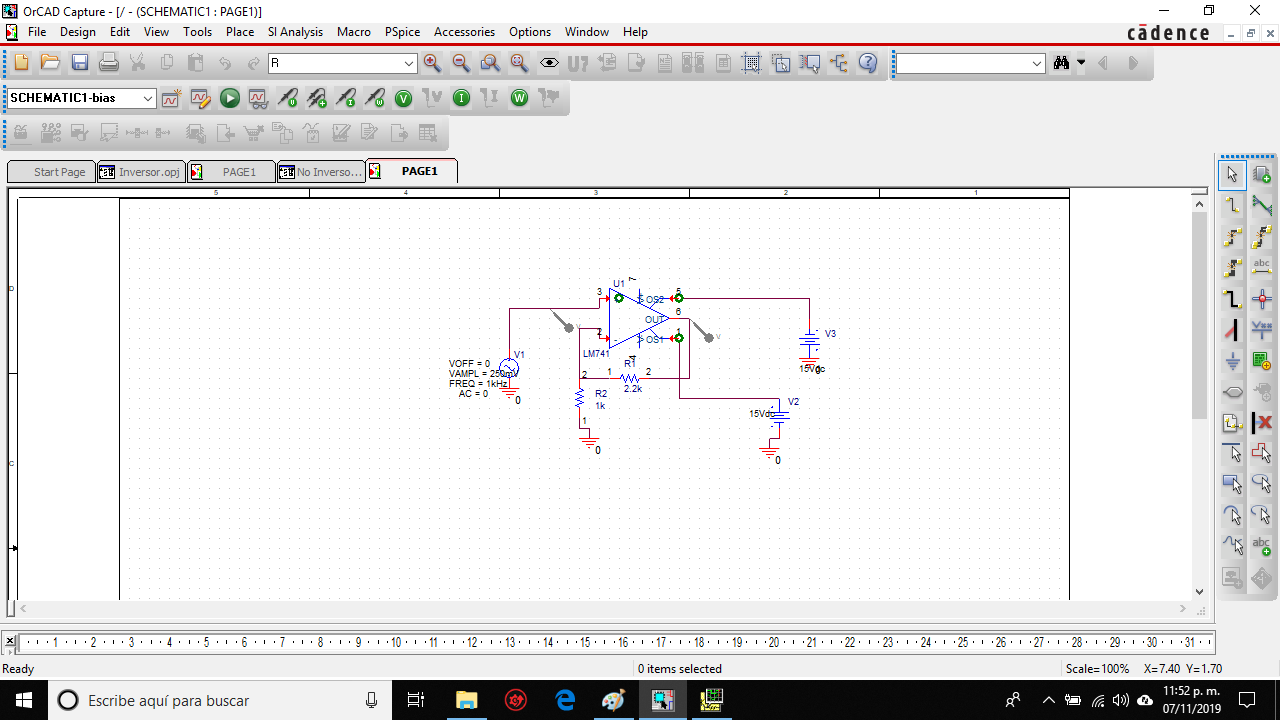 OrCAD Capture - [/ - (SCHEMATIC1 : PAGE1)]
File Design Edit View Tools Place SI Analysis Macro PSpice Accessories Options Window Help
cādence
R
U?
SCHEMATIC1-bias
V I W
Start Page Inversor.opj PAGE1 No Inverso... PAGE1
5 4 3 2 1
D
C
U1
7
3
5
OS2
6
OUT
2
1
OS1
LM741
4
V
V
V1
VOFF = 0
VAMPL = 250mV
FREQ = 1kHz
AC = 0
0
R1
2 1 2
2.2k
R2
1k
1
0
V3
15Vdc
0
V2
15Vdc
0
abc
abc
1 2 3 4 5 6 7 8 9 10 11 12 13 14 15 16 17 18 19 20 21 22 23 24 25 26 27 28 29 30 31
Ready 0 items selected Scale=100% X=7.40 Y=1.70
Escribe aquí para buscar
11:52 p. m.
07/11/2019